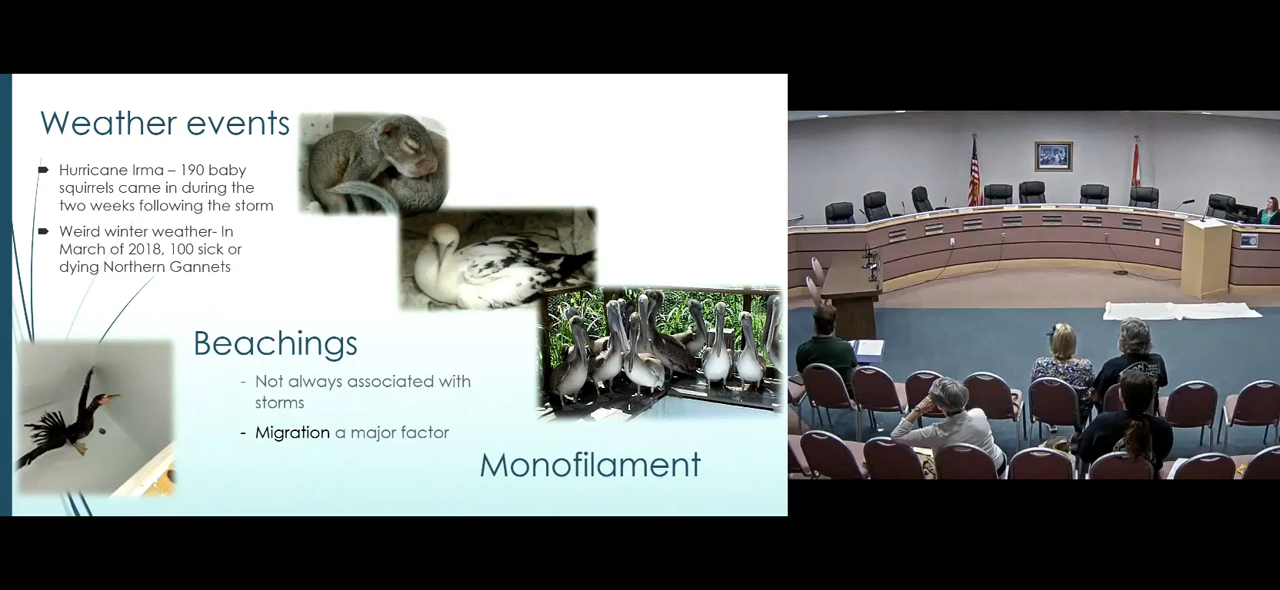 Weather events
Hurricane Irma – 190 baby
squirrels came in during the
two weeks following the storm
Weird winter weather- In
March of 2018, 100 sick or
dying Northern Gannets
Beachings
- Not always associated with
storms
- Migration a major factor
Monofilament